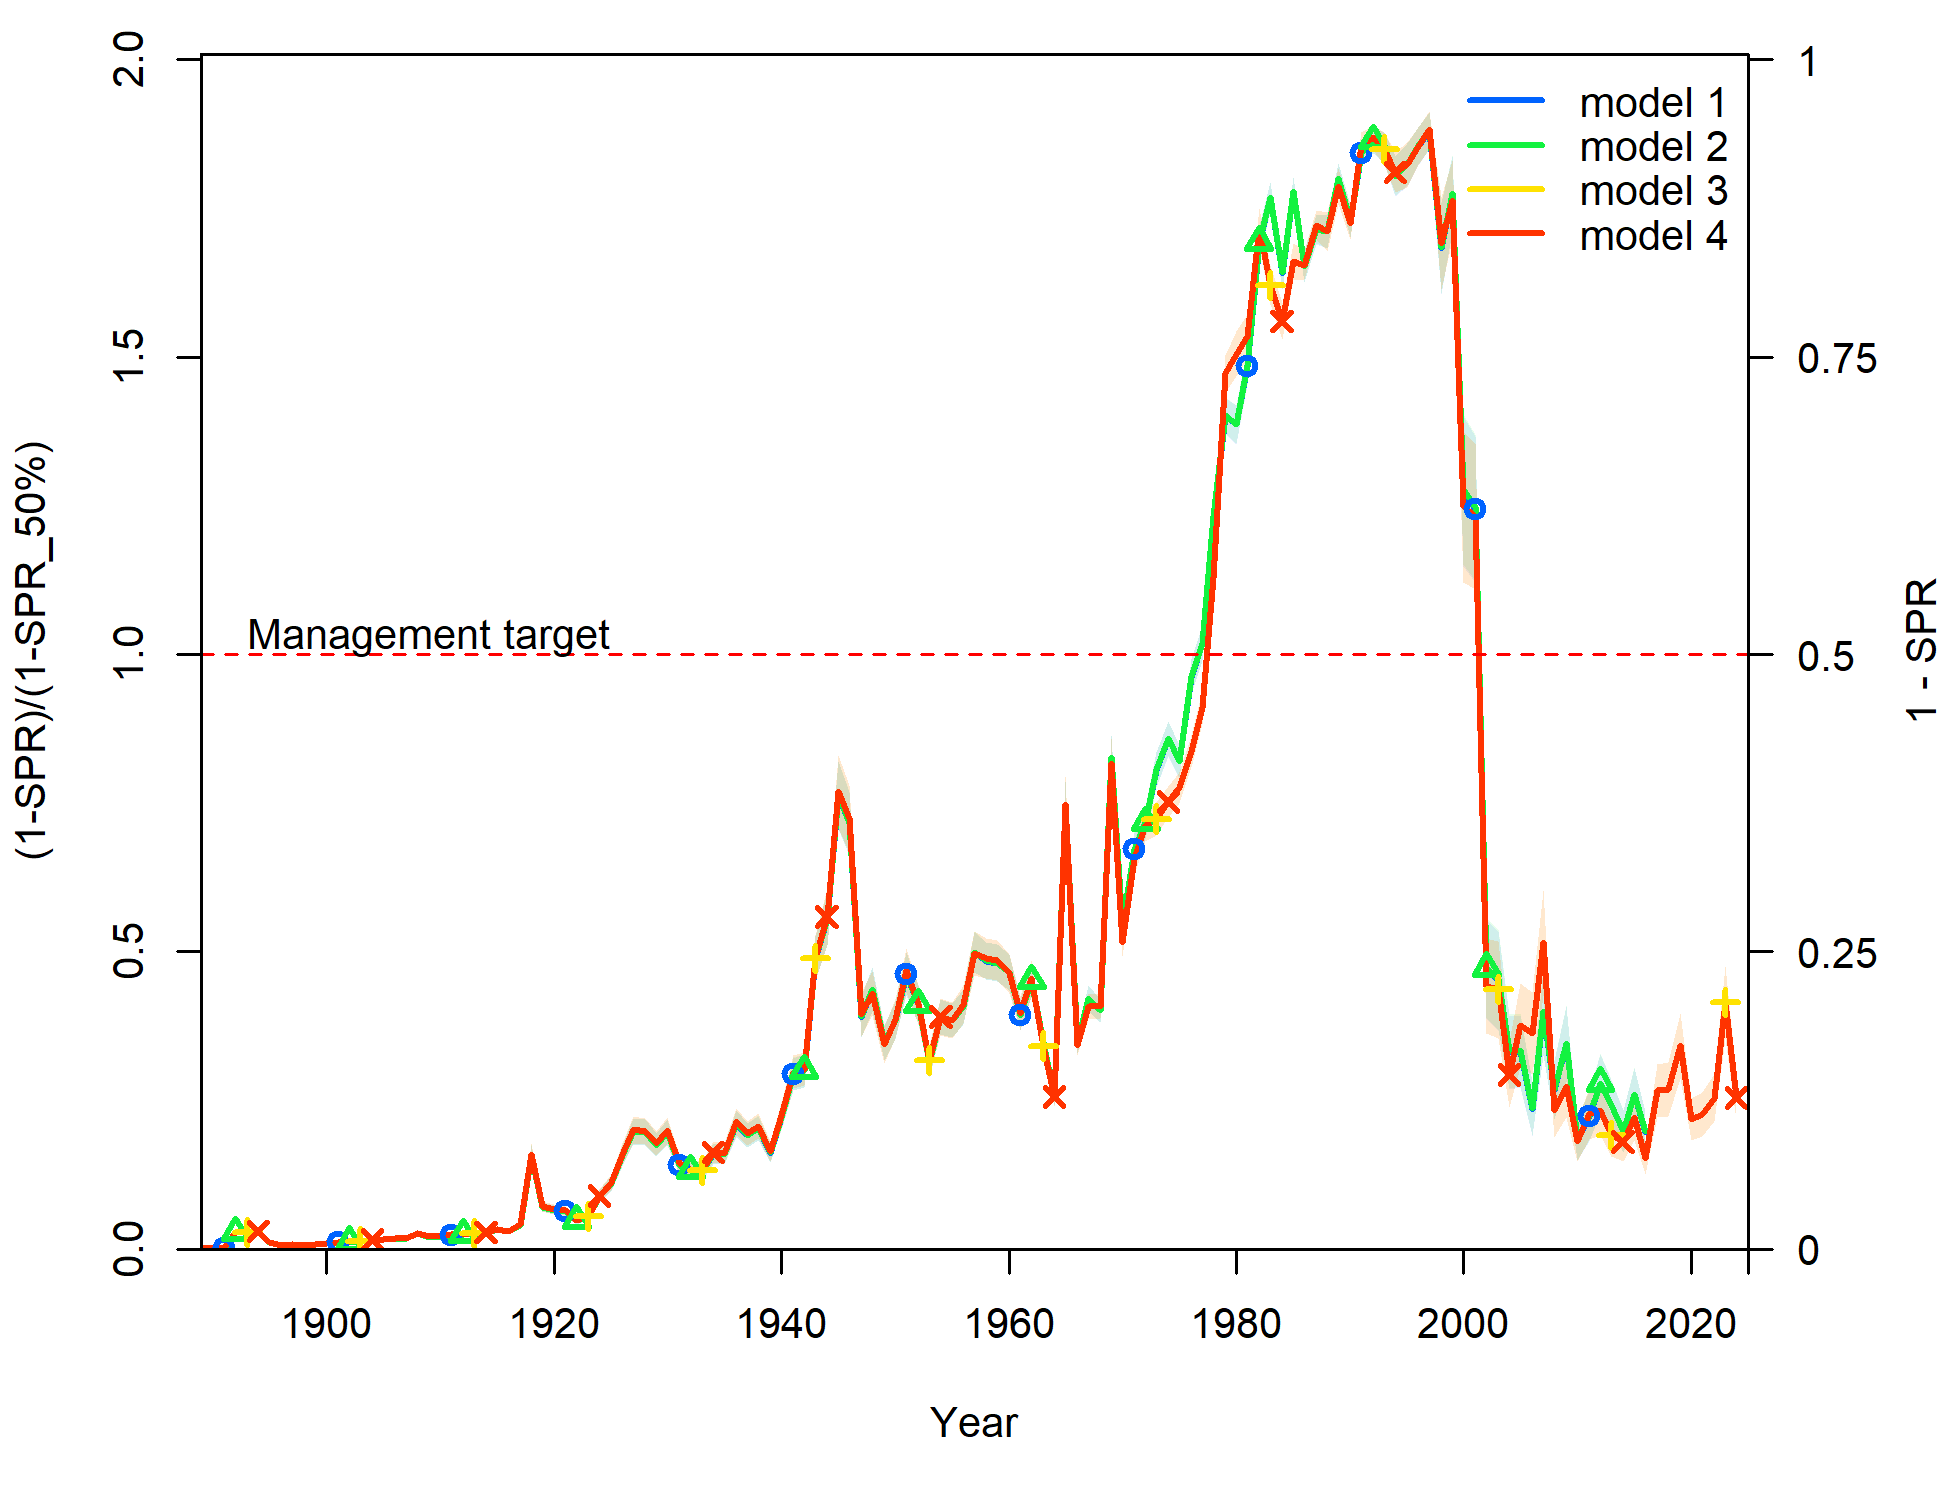 (1-SPR)/(1-SPR_50%)
2.0
1.5
1.0
0.5
0.0
model 1
model 2
model 3
model 4
Management target
1
0.75
0.5
0.25
0
1 - SPR
1900
1920
1940
1960
1980
2000
2020
Year